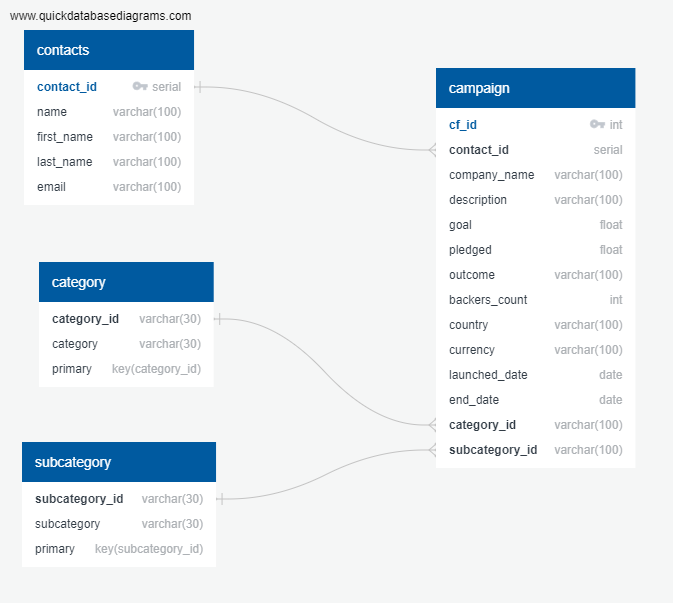 www.quickdatabasediagrams.com
contacts
contact_id serial
name varchar(100)
first_name varchar(100)
last_name varchar(100)
email varchar(100)
category
category_id varchar(30)
category varchar(30)
primary key(category_id)
subcategory
subcategory_id varchar(30)
subcategory varchar(30)
primary key(subcategory_id)
campaign
cf_id int
contact_id serial
company_name varchar(100)
description varchar(100)
goal float
pledged float
outcome varchar(100)
backers_count int
country varchar(100)
currency varchar(100)
launched_date date
end_date date
category_id varchar(100)
subcategory_id varchar(100)